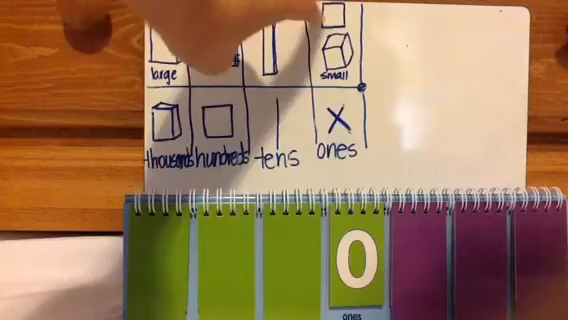 large small
X
thousands hundreds tens ones
0
ones